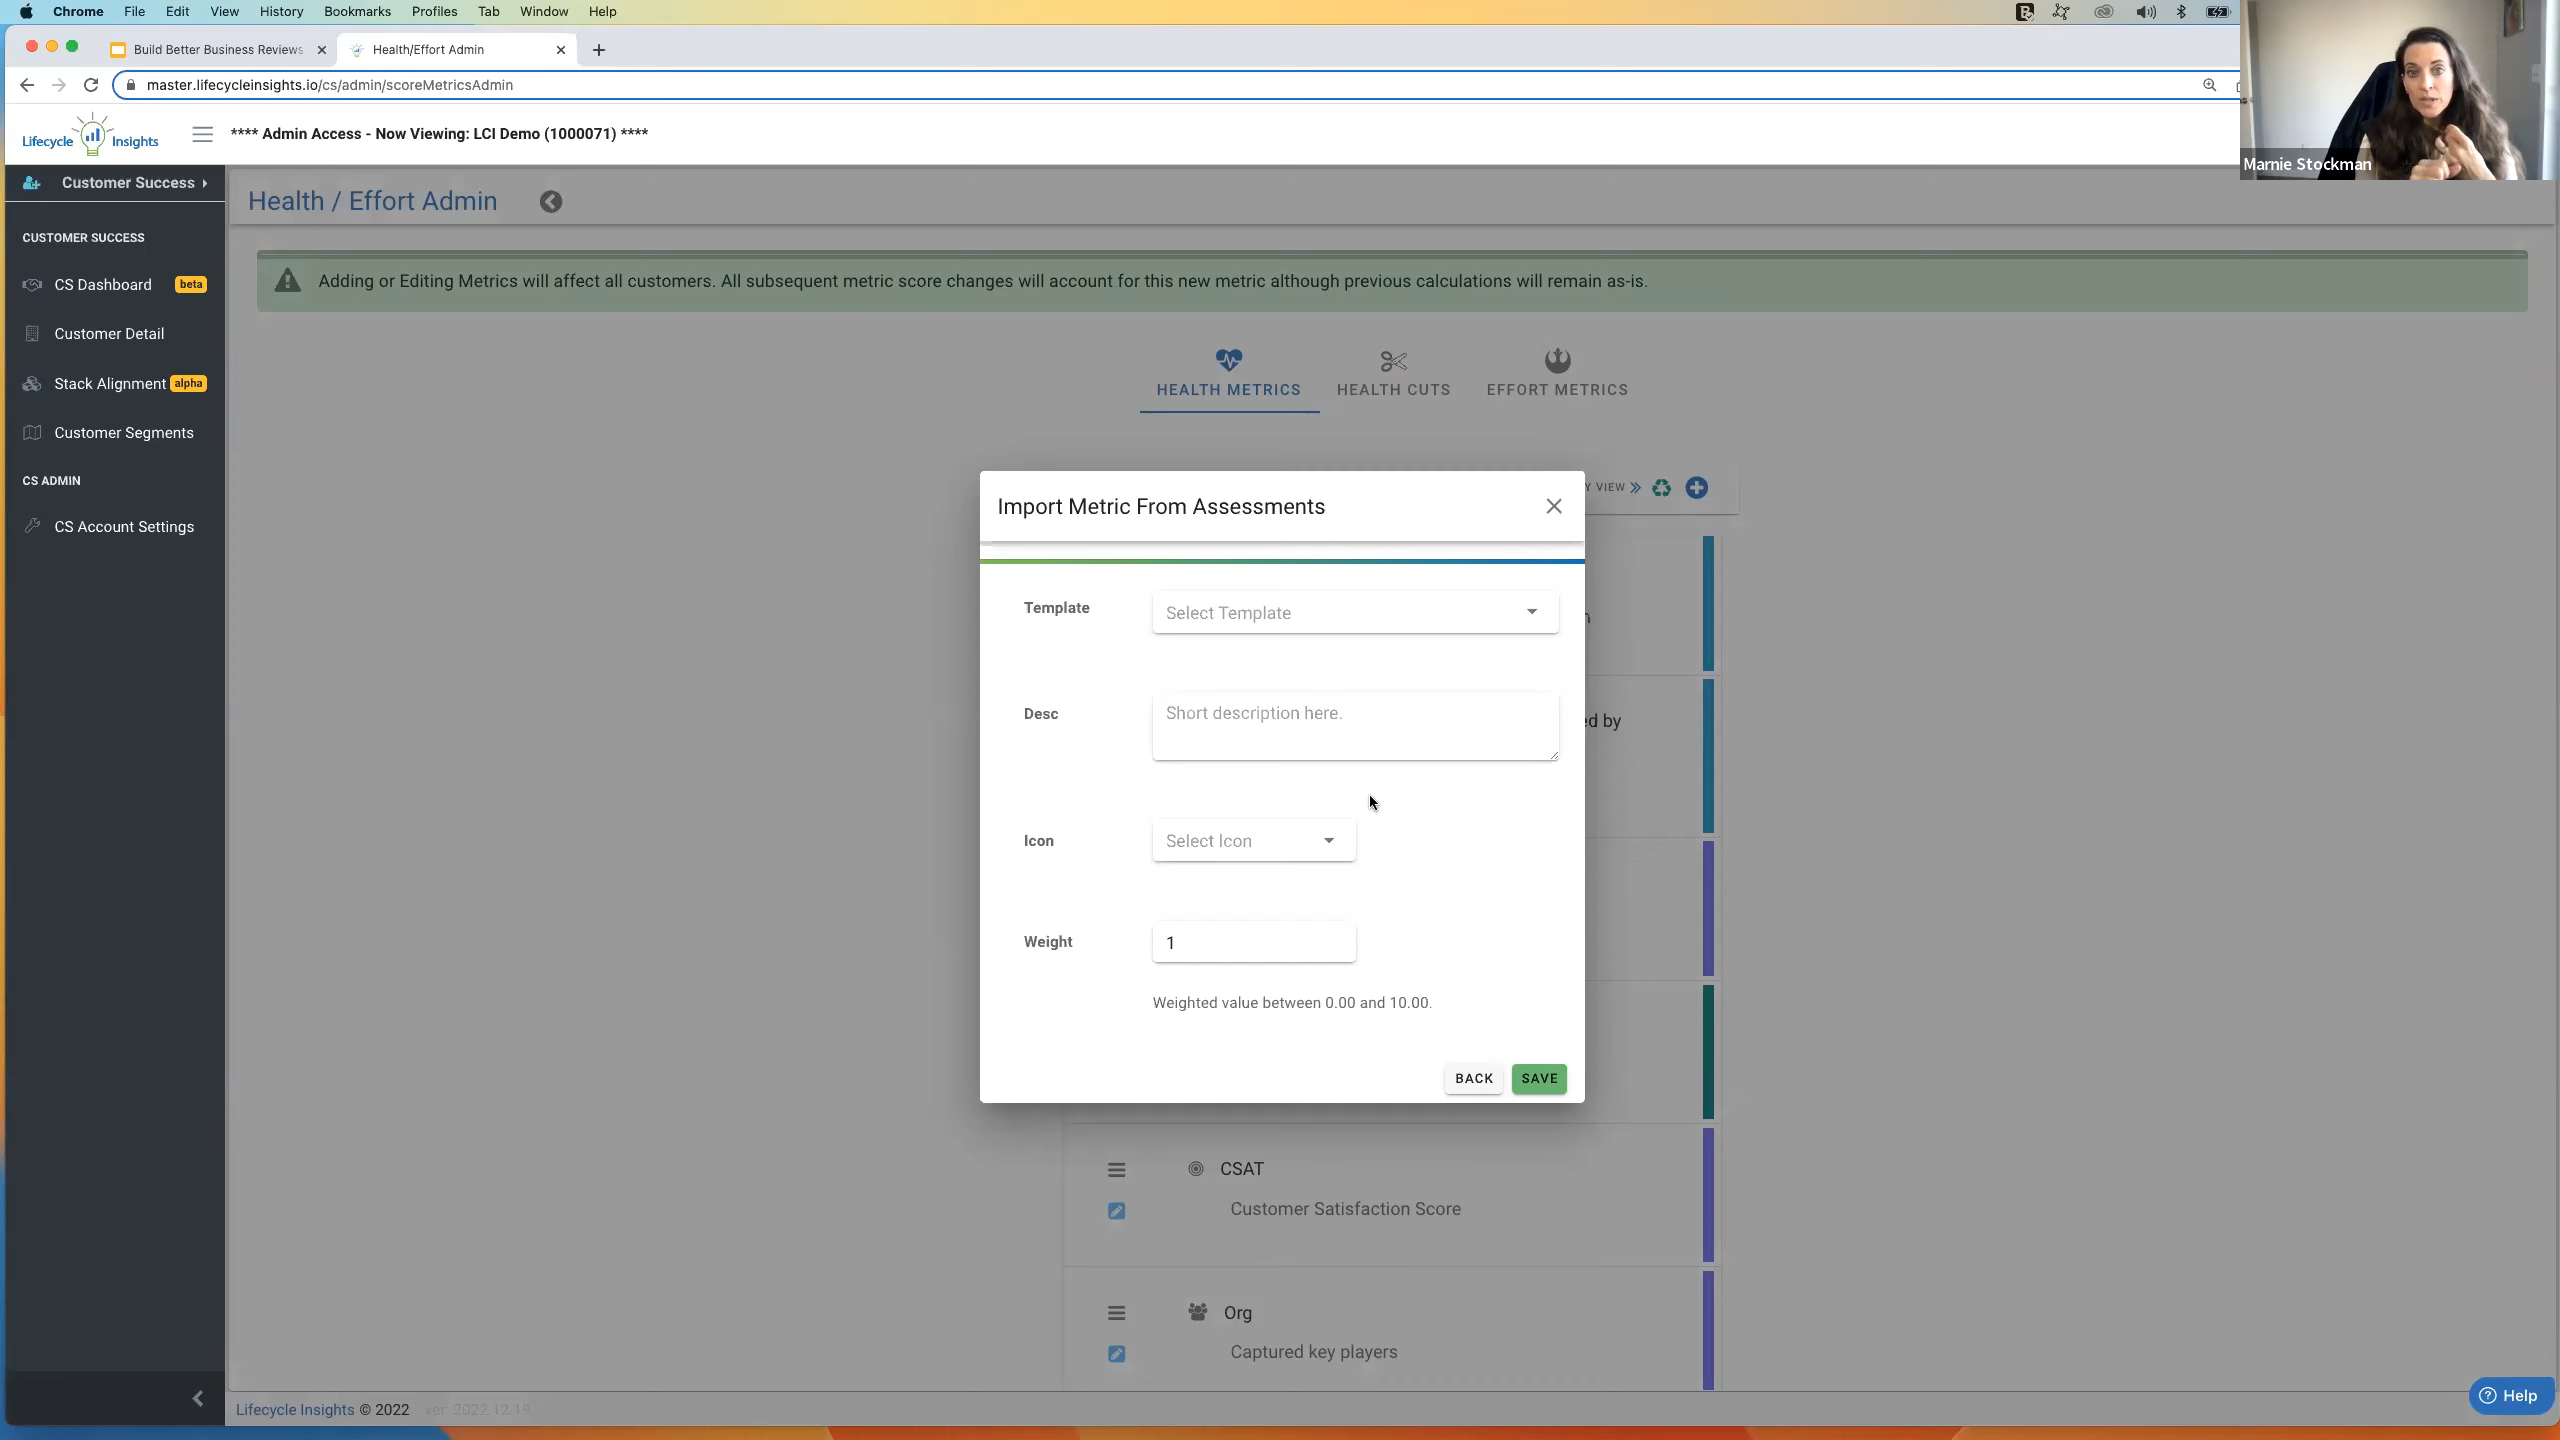 Chrome File Edit View History Bookmarks Profiles Tab Window Help
Build Better Business Reviews
Health/Effort Admin
master.lifecycleinsights.io/cs/admin/scoreMetricsAdmin
Lifecycle Insights
**** Admin Access - Now Viewing: LCI Demo (1000071) ****
Marnie Stockman
Customer Success
Health / Effort Admin
CUSTOMER SUCCESS
CS Dashboard beta
Customer Detail
Stack Alignment alpha
Customer Segments
CS ADMIN
CS Account Settings
Adding or Editing Metrics will affect all customers. All subsequent metric score changes will account for this new metric although previous calculations will remain as-is.
HEALTH METRICS
HEALTH CUTS
EFFORT METRICS
Y VIEW
Import Metric From Assessments
Template
Select Template
Desc
Short description here.
ed by
Icon
Select Icon
Weight
1
Weighted value between 0.00 and 10.00.
BACK
SAVE
CSAT
Customer Satisfaction Score
Org
Captured key players
Lifecycle Insights © 2022 ver: 2022.12.19
Help